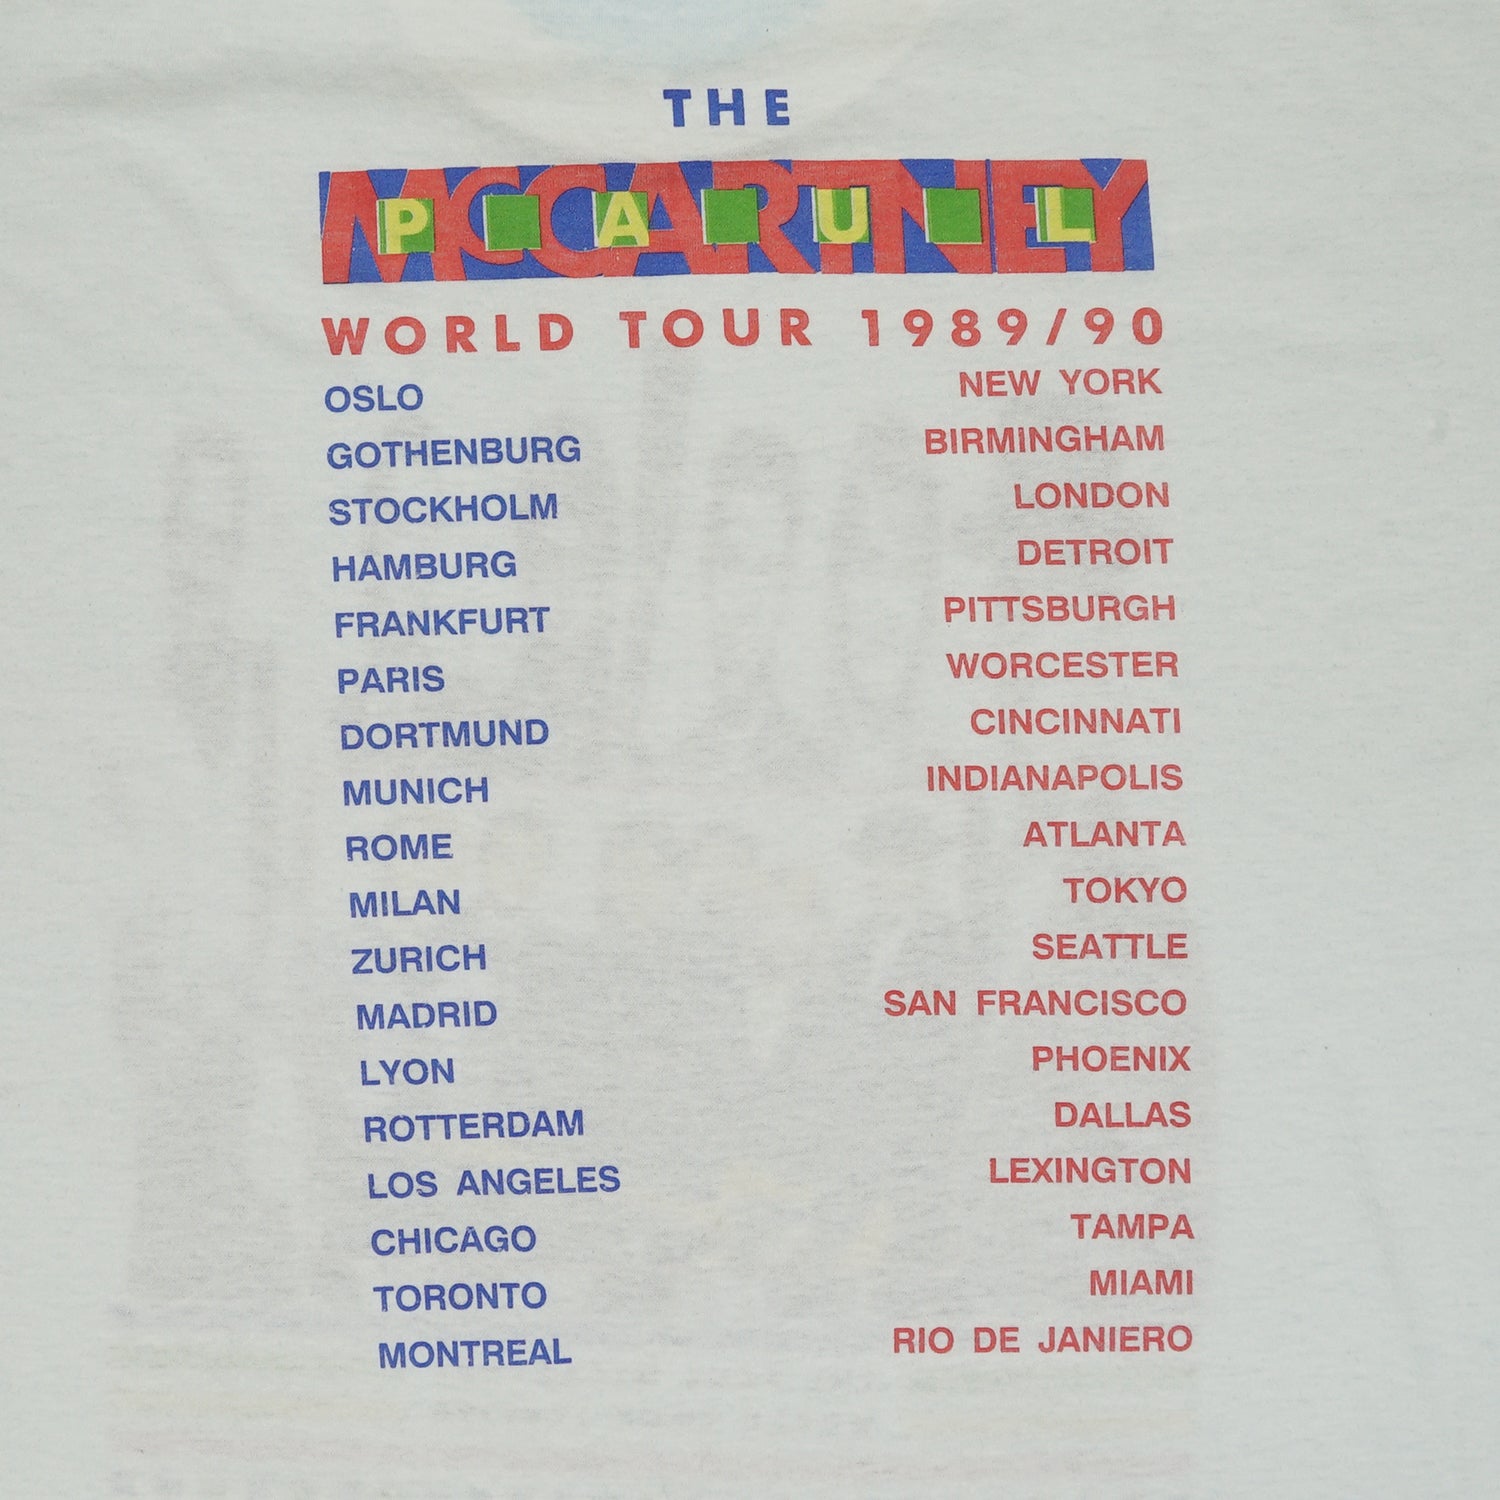 THE
PAUL
McCARTNEY
WORLD TOUR 1989/90
OSLO
GOTHENBURG
STOCKHOLM
HAMBURG
FRANKFURT
PARIS
DORTMUND
MUNICH
ROME
MILAN
ZURICH
MADRID
LYON
ROTTERDAM
LOS ANGELES
CHICAGO
TORONTO
MONTREAL
NEW YORK
BIRMINGHAM
LONDON
DETROIT
PITTSBURGH
WORCESTER
CINCINNATI
INDIANAPOLIS
ATLANTA
TOKYO
SEATTLE
SAN FRANCISCO
PHOENIX
DALLAS
LEXINGTON
TAMPA
MIAMI
RIO DE JANIERO